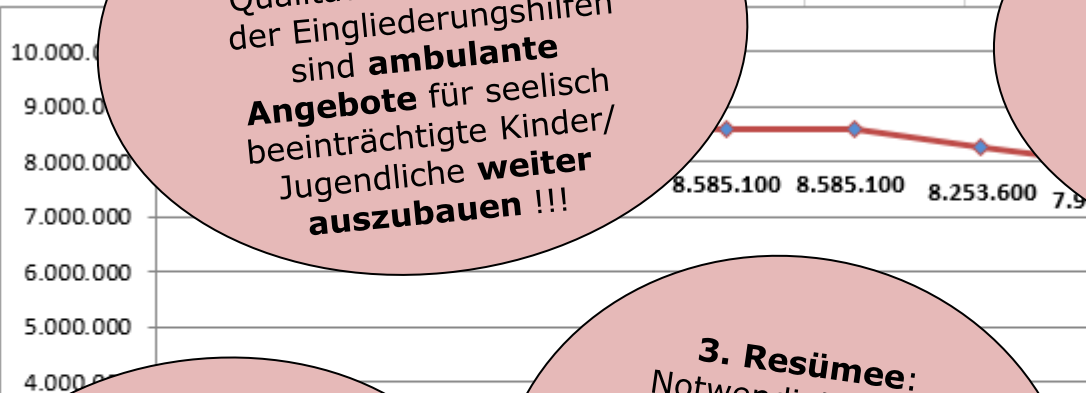 der Eingliederungshilfen
sind ambulante
Angebote für seelisch
beeinträchtigte Kinder/
Jugendliche weiter
auszubauen !!!
9.000.000
8.000.000
7.000.000
6.000.000
5.000.000
8.585.100
8.585.100
8.253.600
3. Resümee: